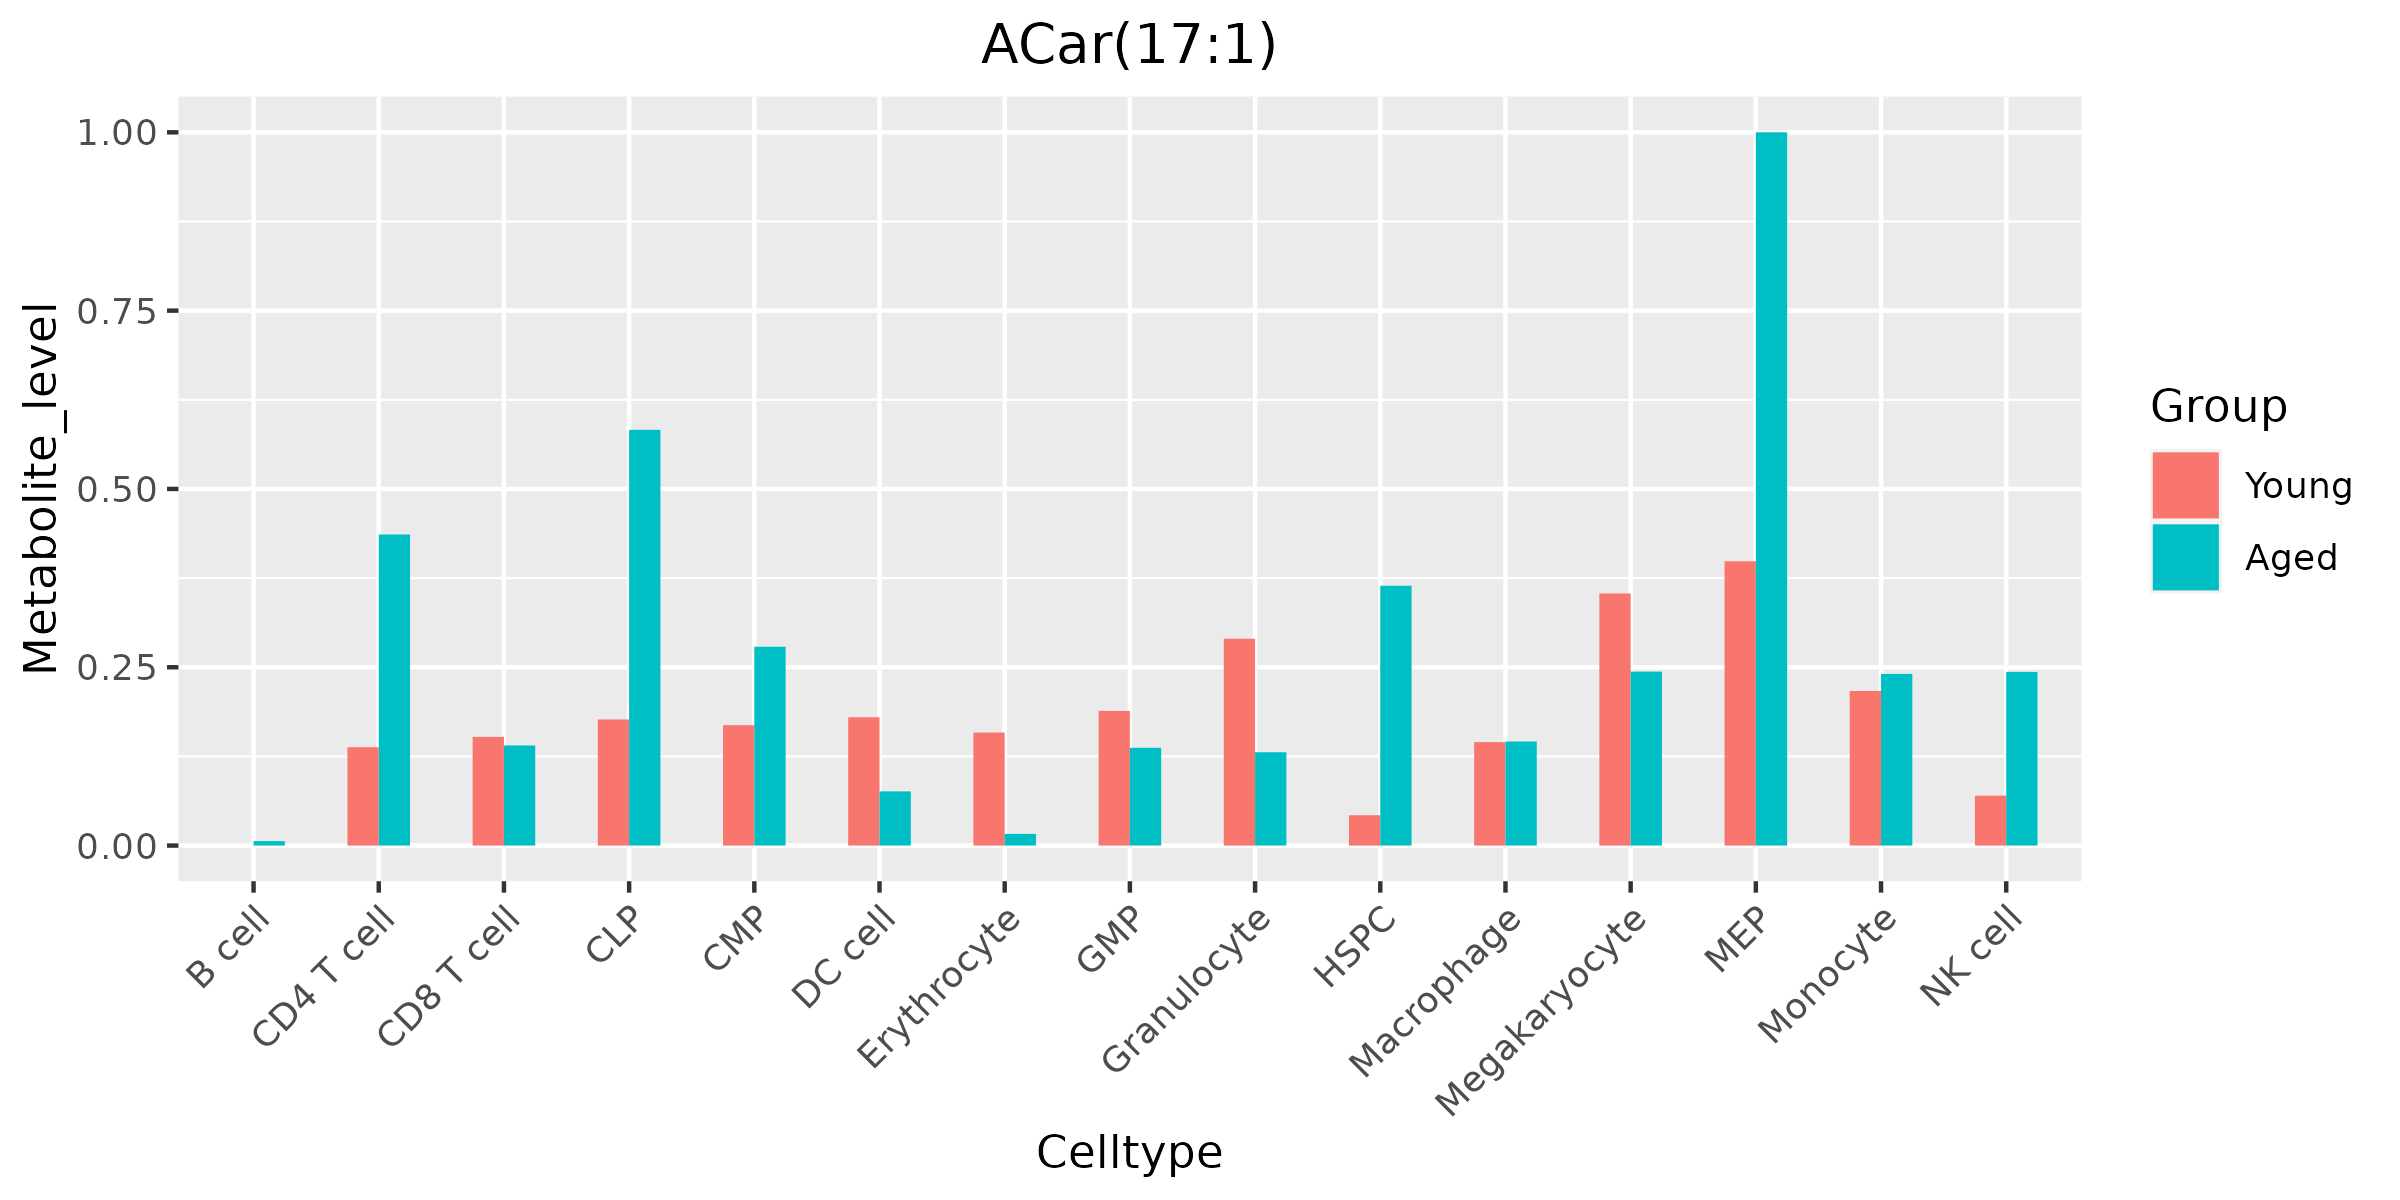 ACar(17:1)
Metabolite_level
1.00
0.75
0.50
0.25
0.00
B cell
CD4 T cell
CD8 T cell
CLP
CMP
DC cell
Erythrocyte
GMP
Granulocyte
HSPC
Macrophage
Megakaryocyte
MEP
Monocyte
NK cell
Celltype
Group
Young
Aged